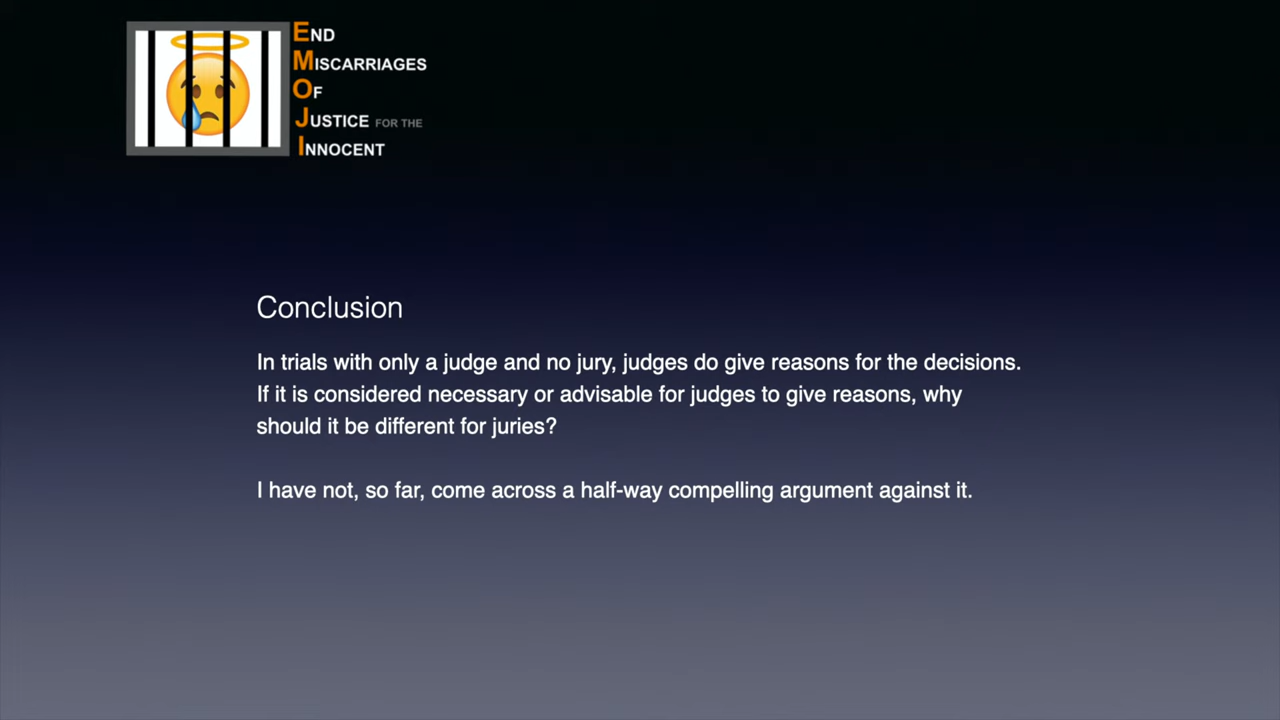 END
MISCARRIAGES
OF
JUSTICE FOR THE
INNOCENT
Conclusion
In trials with only a judge and no jury, judges do give reasons for the decisions.
If it is considered necessary or advisable for judges to give reasons, why
should it be different for juries?
I have not, so far, come across a half-way compelling argument against it.